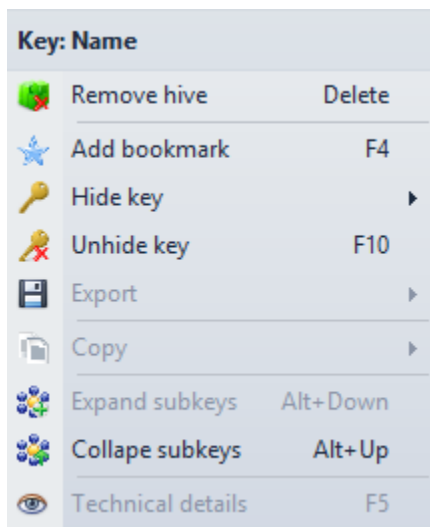 Key: Name
Remove hive Delete
Add bookmark F4
Hide key
Unhide key F10
Export
Copy
Expand subkeys Alt+Down
Collape subkeys Alt+Up
Technical details F5